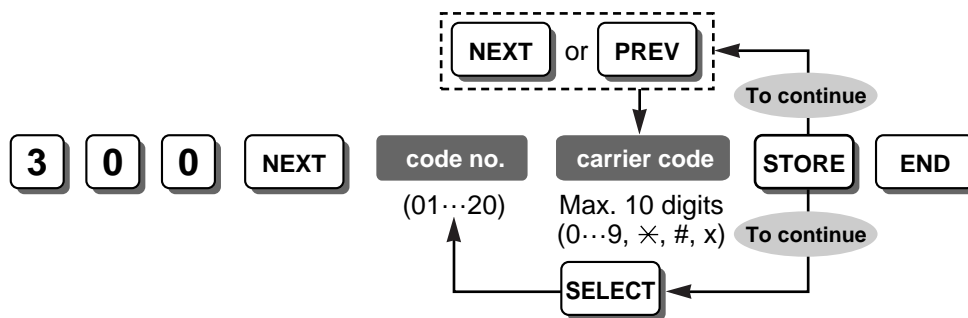 NEXT or PREV
To continue
3 0 0 NEXT code no. carrier code STORE END
(01···20) Max. 10 digits
(0···9, ✳, #, x) To continue
SELECT